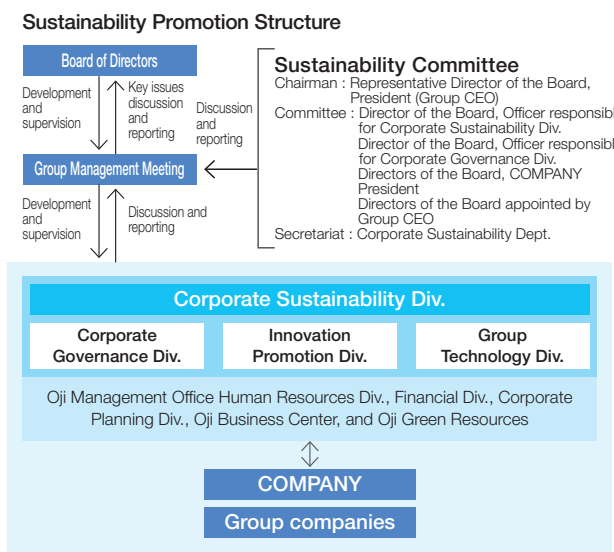 Sustainability Promotion Structure
Board of Directors
Development
and
supervision
Key issues
discussion
and
reporting
Discussion
and
reporting
Group Management Meeting
Development
and
supervision
Discussion and
reporting
Sustainability Committee
Chairman : Representative Director of the Board,
President (Group CEO)
Committee : Director of the Board, Officer responsibl
for Corporate Sustainability Div.
Director of the Board, Officer responsibl
for Corporate Governance Div.
Directors of the Board, COMPANY
President
Directors of the Board appointed by
Group CEO
Secretariat : Corporate Sustainability Dept.
Corporate Sustainability Div.
Corporate
Governance Div.
Innovation
Promotion Div.
Group
Technology Div.
Oji Management Office Human Resources Div., Financial Div., Corporate
Planning Div., Oji Business Center, and Oji Green Resources
COMPANY
Group companies